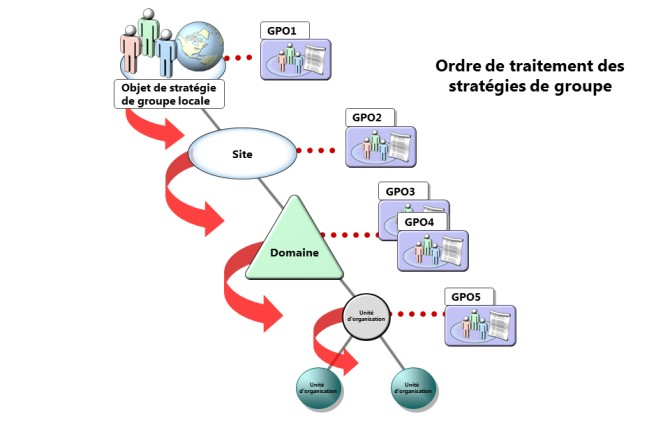 GPO1
Ordre de traitement des
stratégies de groupe
Objet de stratégie
de groupe locale
GPO2
Site
GPO3
GPO4
Domaine
GPO5
Unité
d'organisation
Unité
d'organisation
Unité
d'organisation